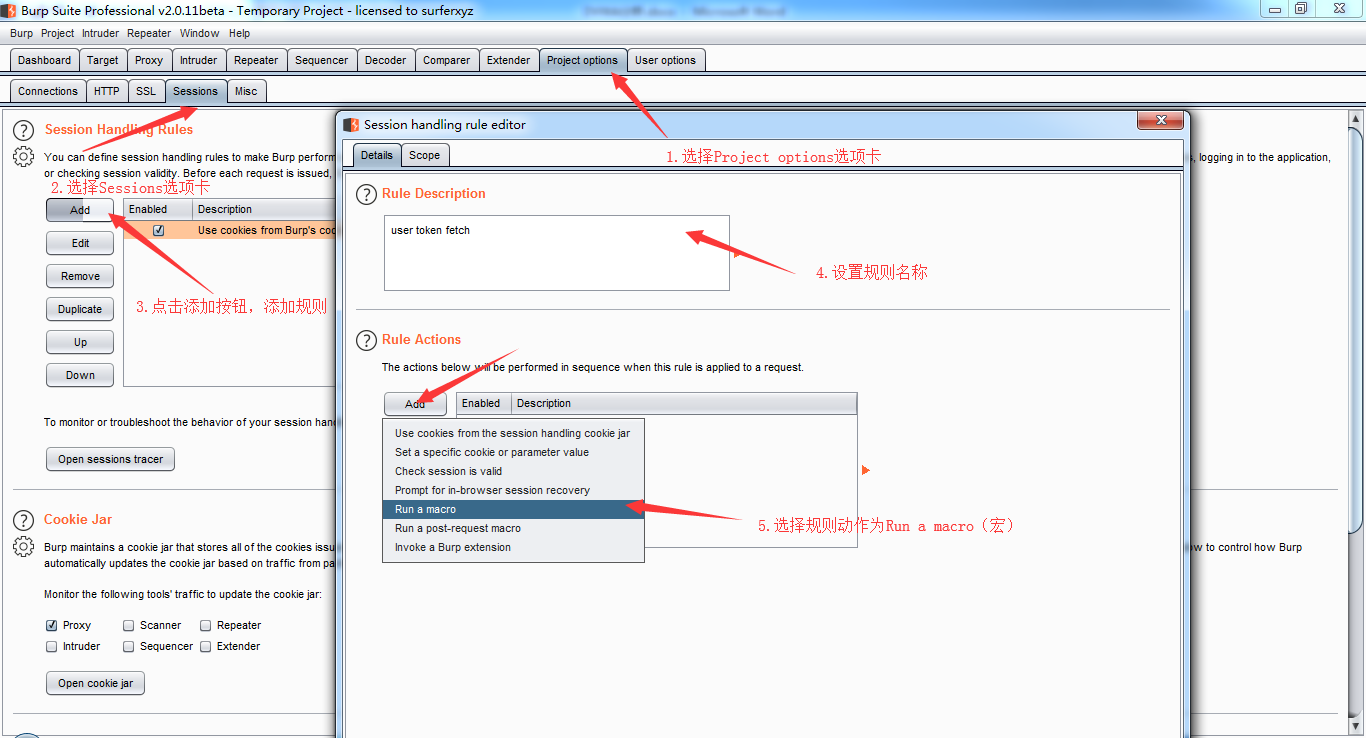 Burp Suite Professional v2.0.11beta - Temporary Project - licensed to surferxyz
Burp Project Intruder Repeater Window Help
Dashboard Target Proxy Intruder Repeater Sequencer Decoder Comparer Extender Project options User options
Connections HTTP SSL Sessions Misc
Session Handling Rules
You can define session handling rules to make Burp perform
, logging in to the application,
or checking session validity. Before each request is issued,
2.选择Sessions选项卡
Add
Enabled Description
Use cookies from Burp's coo
Edit
Remove
3.点击添加按钮，添加规则
Duplicate
Up
Down
To monitor or troubleshoot the behavior of your session han
Open sessions tracer
Cookie Jar
Burp maintains a cookie jar that stores all of the cookies issu
ow to control how Burp
automatically updates the cookie jar based on traffic from pa
Monitor the following tools' traffic to update the cookie jar:
Proxy Scanner Repeater
Intruder Sequencer Extender
Open cookie jar
Session handling rule editor
Details Scope
1.选择Project options选项卡
Rule Description
user token fetch
4.设置规则名称
Rule Actions
The actions below will be performed in sequence when this rule is applied to a request.
Add
Enabled Description
Use cookies from the session handling cookie jar
Set a specific cookie or parameter value
Check session is valid
Prompt for in-browser session recovery
Run a macro
5.选择规则动作为Run a macro（宏）
Run a post-request macro
Invoke a Burp extension